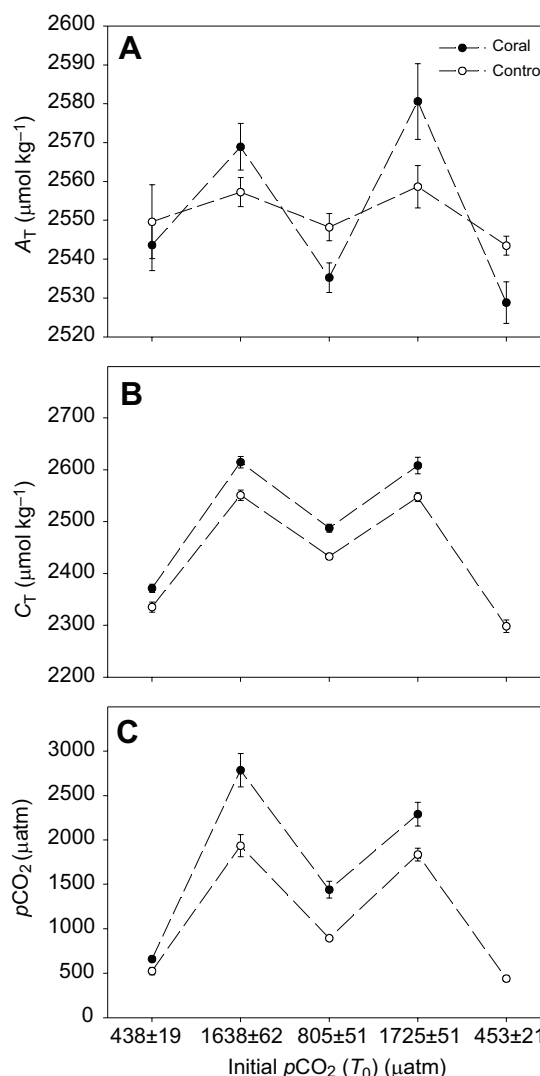 2600
A
Coral
2590
Contro
2580
2570
2560
2550
2540
2530
2520
A_T (µmol kg⁻¹)
B
2700
2600
2500
2400
2300
2200
C_T (µmol kg⁻¹)
C
3000
2500
2000
1500
1000
500
0
pCO₂ (µatm)
438±19 1638±62 805±51 1725±51 453±21
Initial pCO₂ (T₀) (µatm)